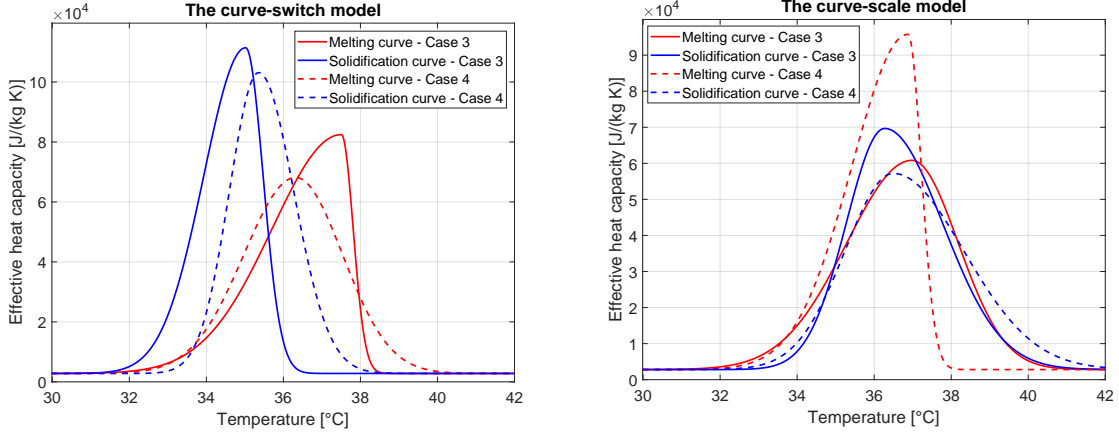 The curve-switch model
×10⁴
Effective heat capacity [J/(kg K)]
10
8
6
4
2
0
30 32 34 36 38 40 42
Temperature [°C]
Melting curve - Case 3
Solidification curve - Case 3
Melting curve - Case 4
Solidification curve - Case 4
The curve-scale model
×10⁴
Effective heat capacity [J/(kg K)]
10
9
8
7
6
5
4
3
2
1
0
30 32 34 36 38 40 42
Temperature [°C]
Melting curve - Case 3
Solidification curve - Case 3
Melting curve - Case 4
Solidification curve - Case 4